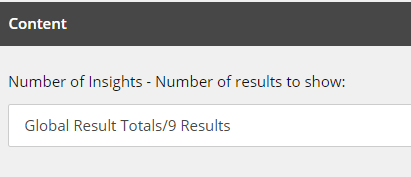 Content
Number of Insights - Number of results to show:
Global Result Totals/9 Results